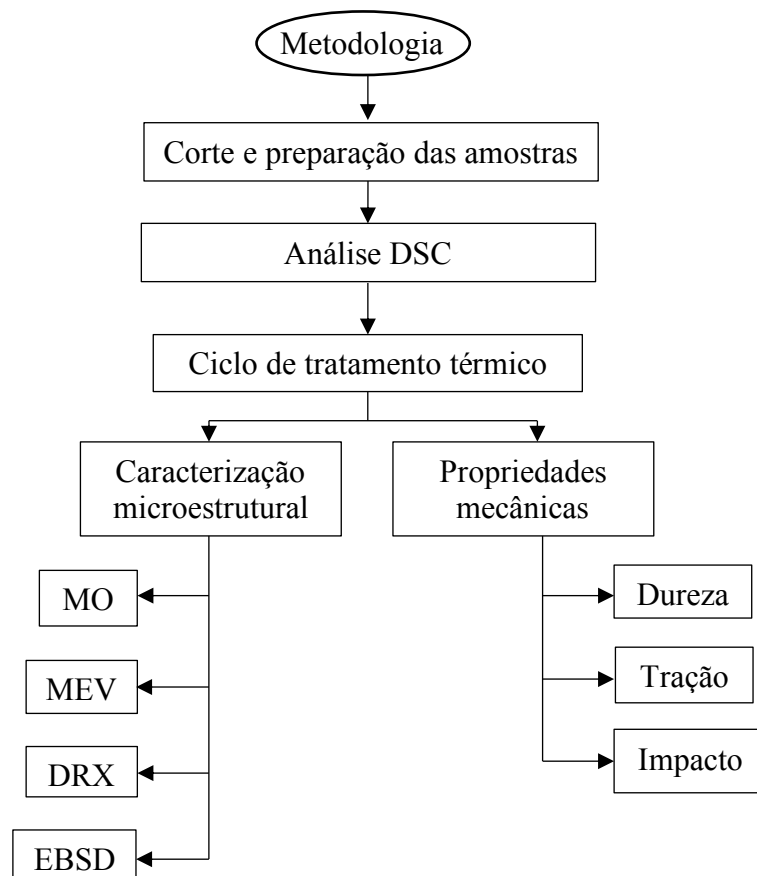 Metodologia
Corte e preparação das amostras
Análise DSC
Ciclo de tratamento térmico
Caracterização
microestrutural
Propriedades
mecânicas
MO
MEV
DRX
EBSD
Dureza
Tração
Impacto